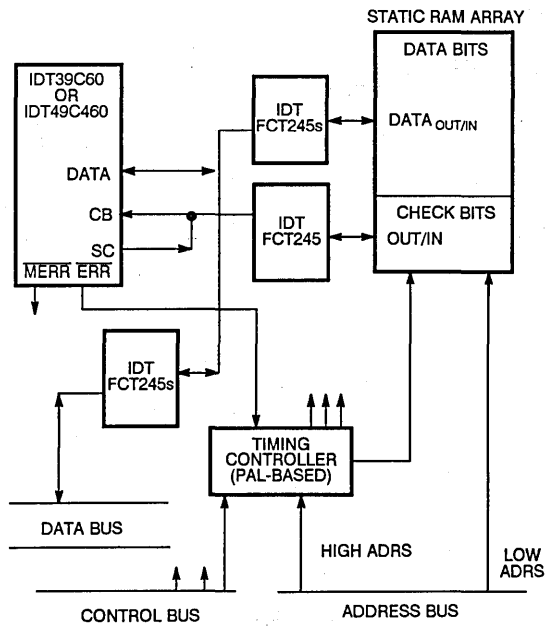 STATIC RAM ARRAY
DATA BITS
IDT39C60
OR
IDT49C460
IDT
FCT245s
DATA OUT/IN
DATA
CB
IDT
FCT245
CHECK BITS
OUT/IN
SC
MERR ERR
IDT
FCT245s
TIMING
CONTROLLER
(PAL-BASED)
DATA BUS
HIGH ADRS
LOW
ADRS
CONTROL BUS
ADDRESS BUS